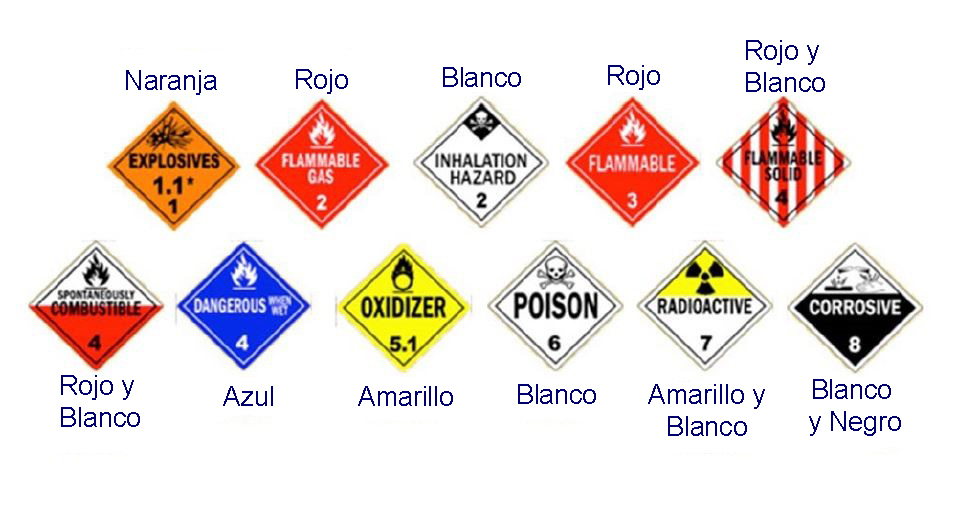 Naranja
Rojo
Blanco
Rojo
Rojo y
Blanco
EXPLOSIVES
1.1*
1
FLAMMABLE
GAS
2
INHALATION
HAZARD
2
FLAMMABLE
3
FLAMMABLE
SOLID
4
SPONTANEOUSLY
COMBUSTIBLE
4
DANGEROUS WHEN WET
4
OXIDIZER
5.1
POISON
6
RADIOACTIVE
7
CORROSIVE
8
Rojo y
Blanco
Azul
Amarillo
Blanco
Amarillo y
Blanco
Blanco
y Negro